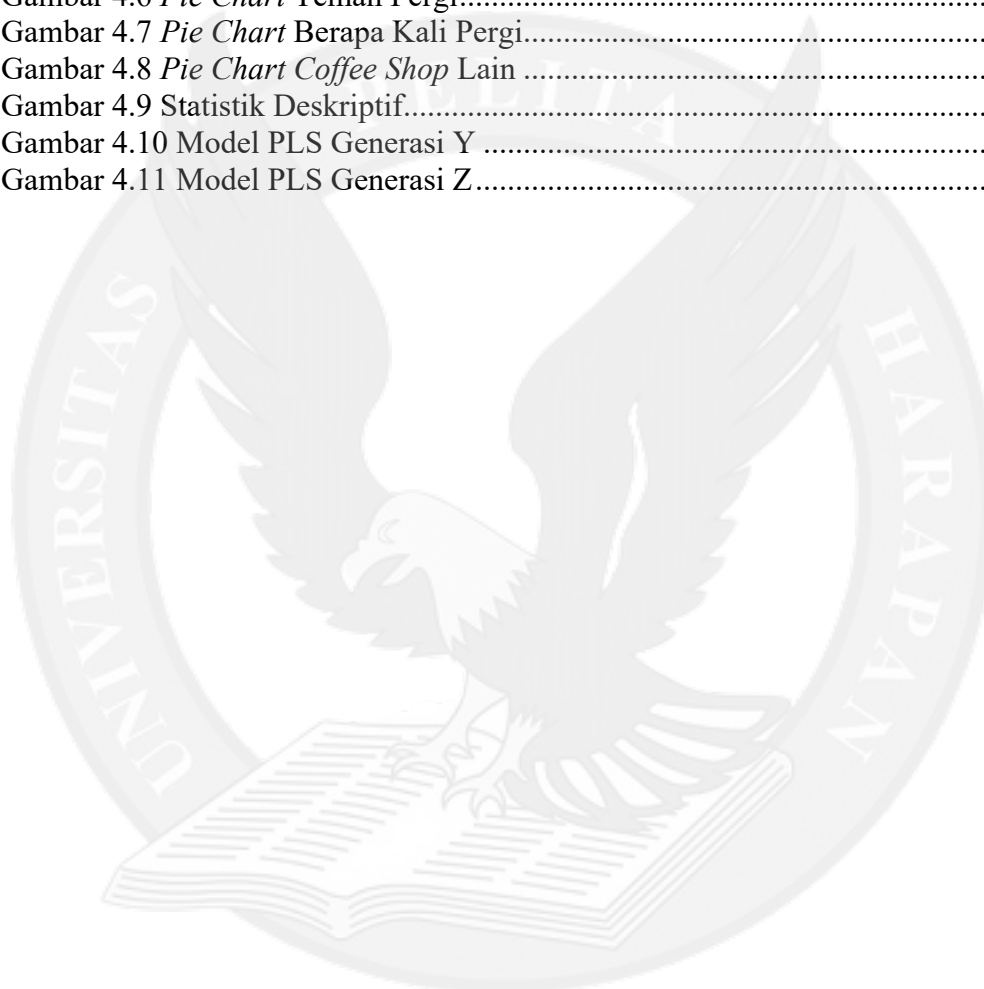 Gambar 4.6 Pie Chart Teman Pergi...............................................................
Gambar 4.7 Pie Chart Berapa Kali Pergi.......................................................
Gambar 4.8 Pie Chart Coffee Shop Lain .......................................................
Gambar 4.9 Statistik Deskriptif.....................................................................
Gambar 4.10 Model PLS Generasi Y ...........................................................
Gambar 4.11 Model PLS Generasi Z............................................................
UNIVERSITAS PELITA HARAPAN